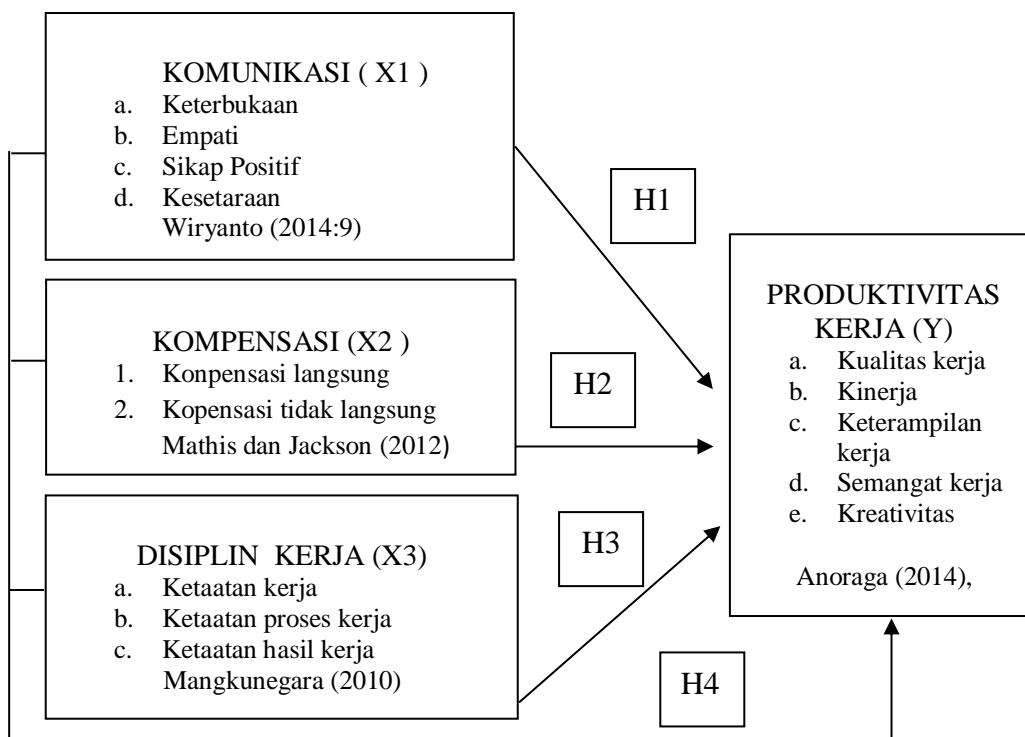 KOMUNIKASI ( X1 )
a. Keterbukaan
b. Empati
c. Sikap Positif
d. Kesetaraan
Wiryanto (2014:9)
H1
KOMPENSASI (X2 )
1. Konpensasi langsung
2. Kopensasi tidak langsung
Mathis dan Jackson (2012)
H2
DISIPLIN KERJA (X3)
a. Ketaatan kerja
b. Ketaatan proses kerja
c. Ketaatan hasil kerja
Mangkunegara (2010)
H3
H4
PRODUKTIVITAS
KERJA (Y)
a. Kualitas kerja
b. Kinerja
c. Keterampilan
kerja
d. Semangat kerja
e. Kreativitas
Anoraga (2014),